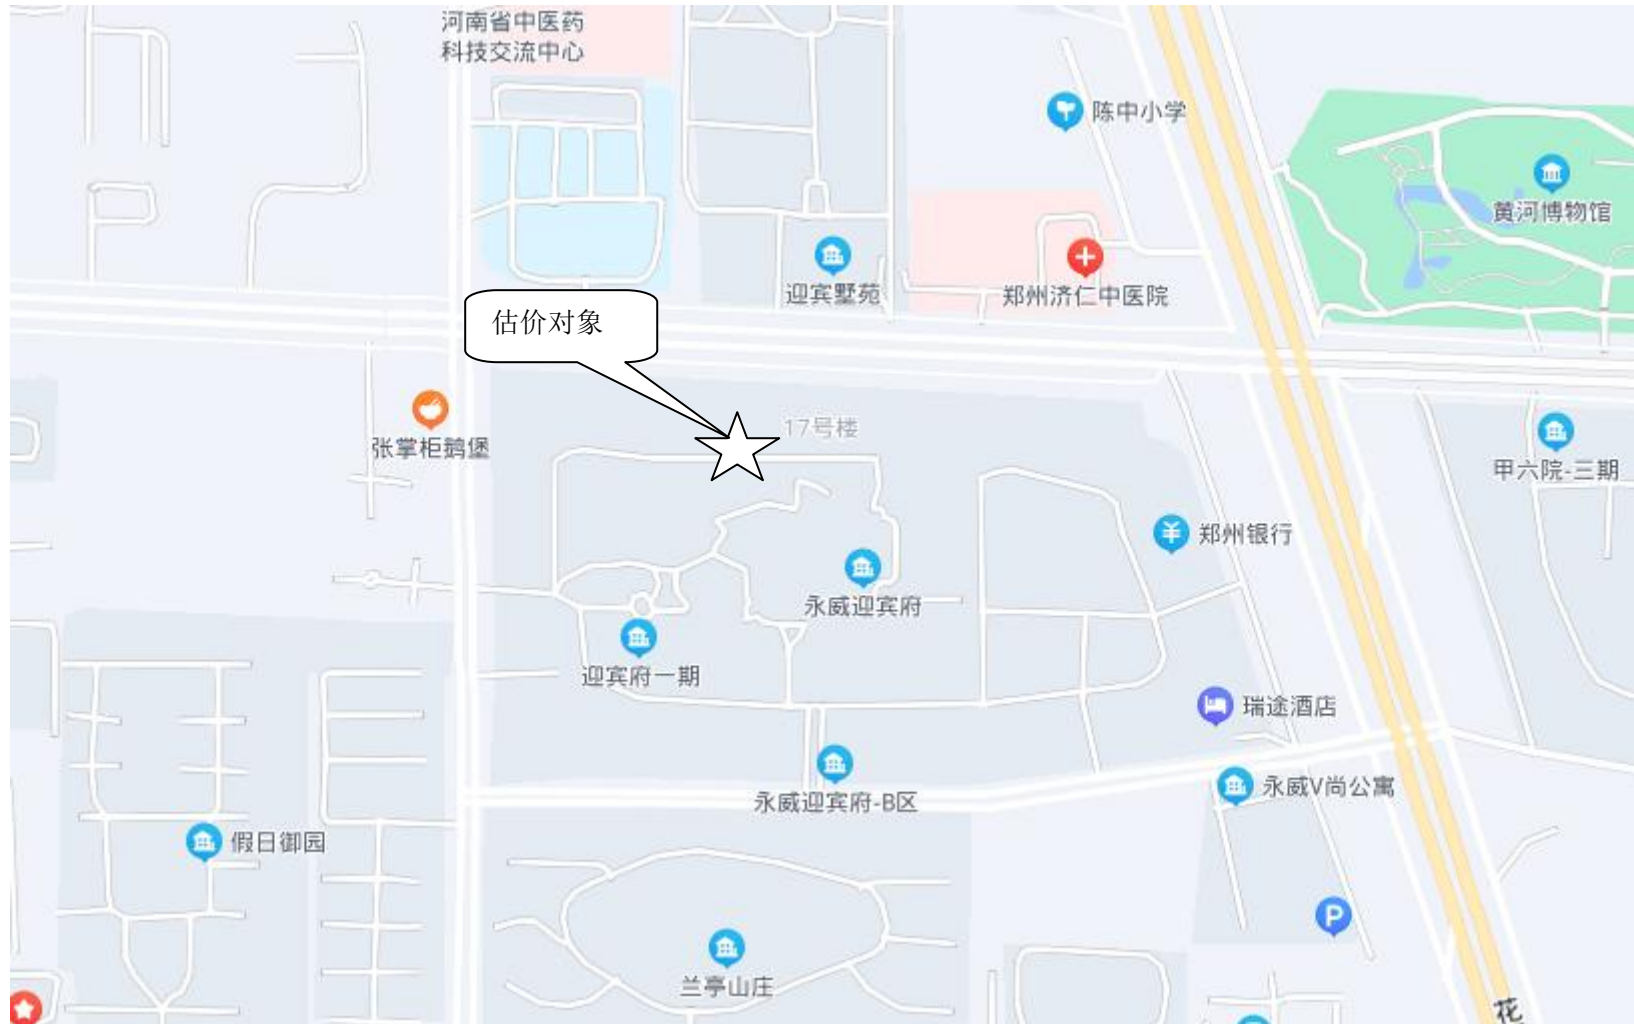 河南省中医药
科技交流中心
陈中小学
黄河博物馆
迎宾墅苑
郑州济仁中医院
估价对象
17号楼
张掌柜鹅堡
甲六院-三期
郑州银行
永威迎宾府
迎宾府一期
瑞途酒店
永威V尚公寓
永威迎宾府-B区
假日御园
P
兰亭山庄
花